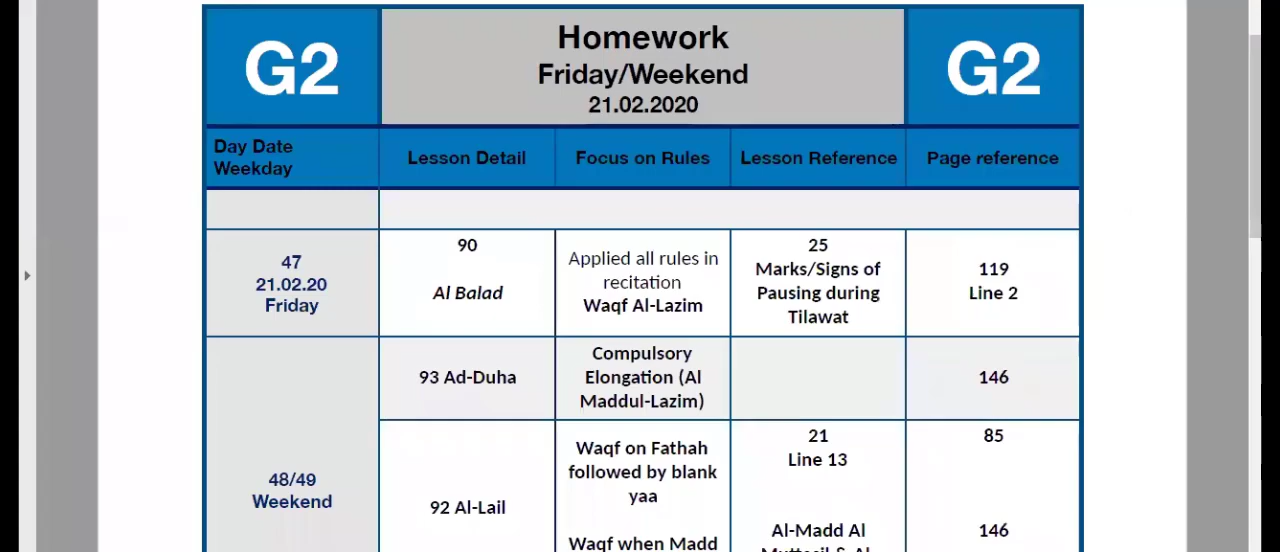 G2
Homework
Friday/Weekend
21.02.2020
G2
Day Date
Weekday
Lesson Detail
Focus on Rules
Lesson Reference
Page reference
47
21.02.20
Friday
90
Al Balad
Applied all rules in
recitation
Waqf Al-Lazim
25
Marks/Signs of
Pausing during
Tilawat
119
Line 2
48/49
Weekend
93 Ad-Duha
Compulsory
Elongation (Al
Maddul-Lazim)
146
92 Al-Lail
Waqf on Fathah
followed by blank
yaa
Waqf when Madd
21
Line 13
Al-Madd Al
85
146